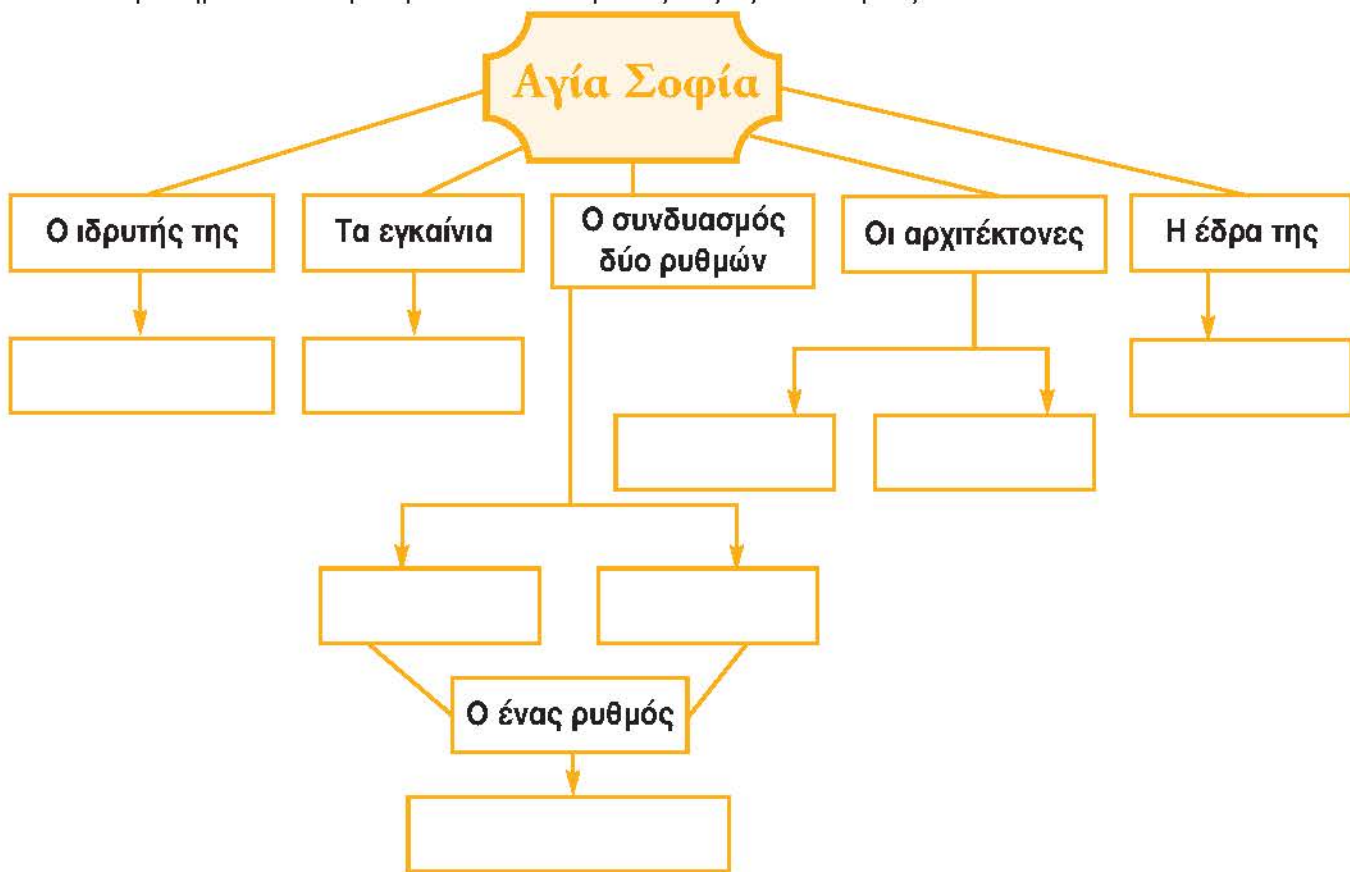 Αγία Σοφία
Ο ιδρυτής της
Τα εγκαίνια
Ο συνδυασμός
δύο ρυθμών
Οι αρχιτέκτονες
Η έδρα της
Ο ένας ρυθμός